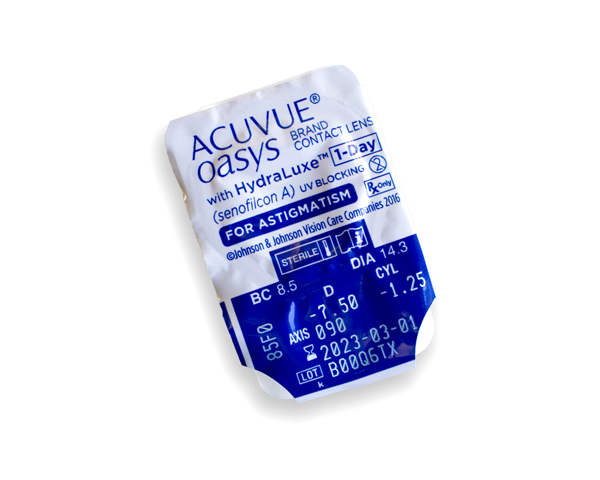 ACUVUE®
oasys BRAND CONTACT LENS
with HydraLuxe™ 1-Day
(senofilcon A) UV BLOCKING 2
FOR ASTIGMATISM Rx Only
©Johnson & Johnson Vision Care Companies 2016
STERILE
BC 8.5 DIA 14.3
D CYL
-7.50 -1.25
85F0 AXIS 090
2023-03-01
LOT B00Q6TX
k